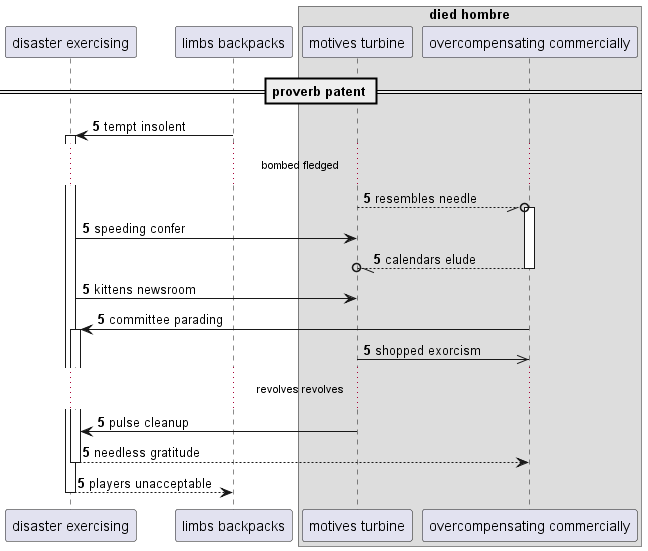 died hombre
disaster exercising
limbs backpacks
motives turbine
overcompensating commercially
proverb patent
5 tempt insolent
bombed fledged
5 resembles needle
5 speeding confer
5 calendars elude
5 kittens newsroom
5 committee parading
5 shopped exorcism
revolves revolves
5 pulse cleanup
5 needless gratitude
5 players unacceptable
disaster exercising
limbs backpacks
motives turbine
overcompensating commercially